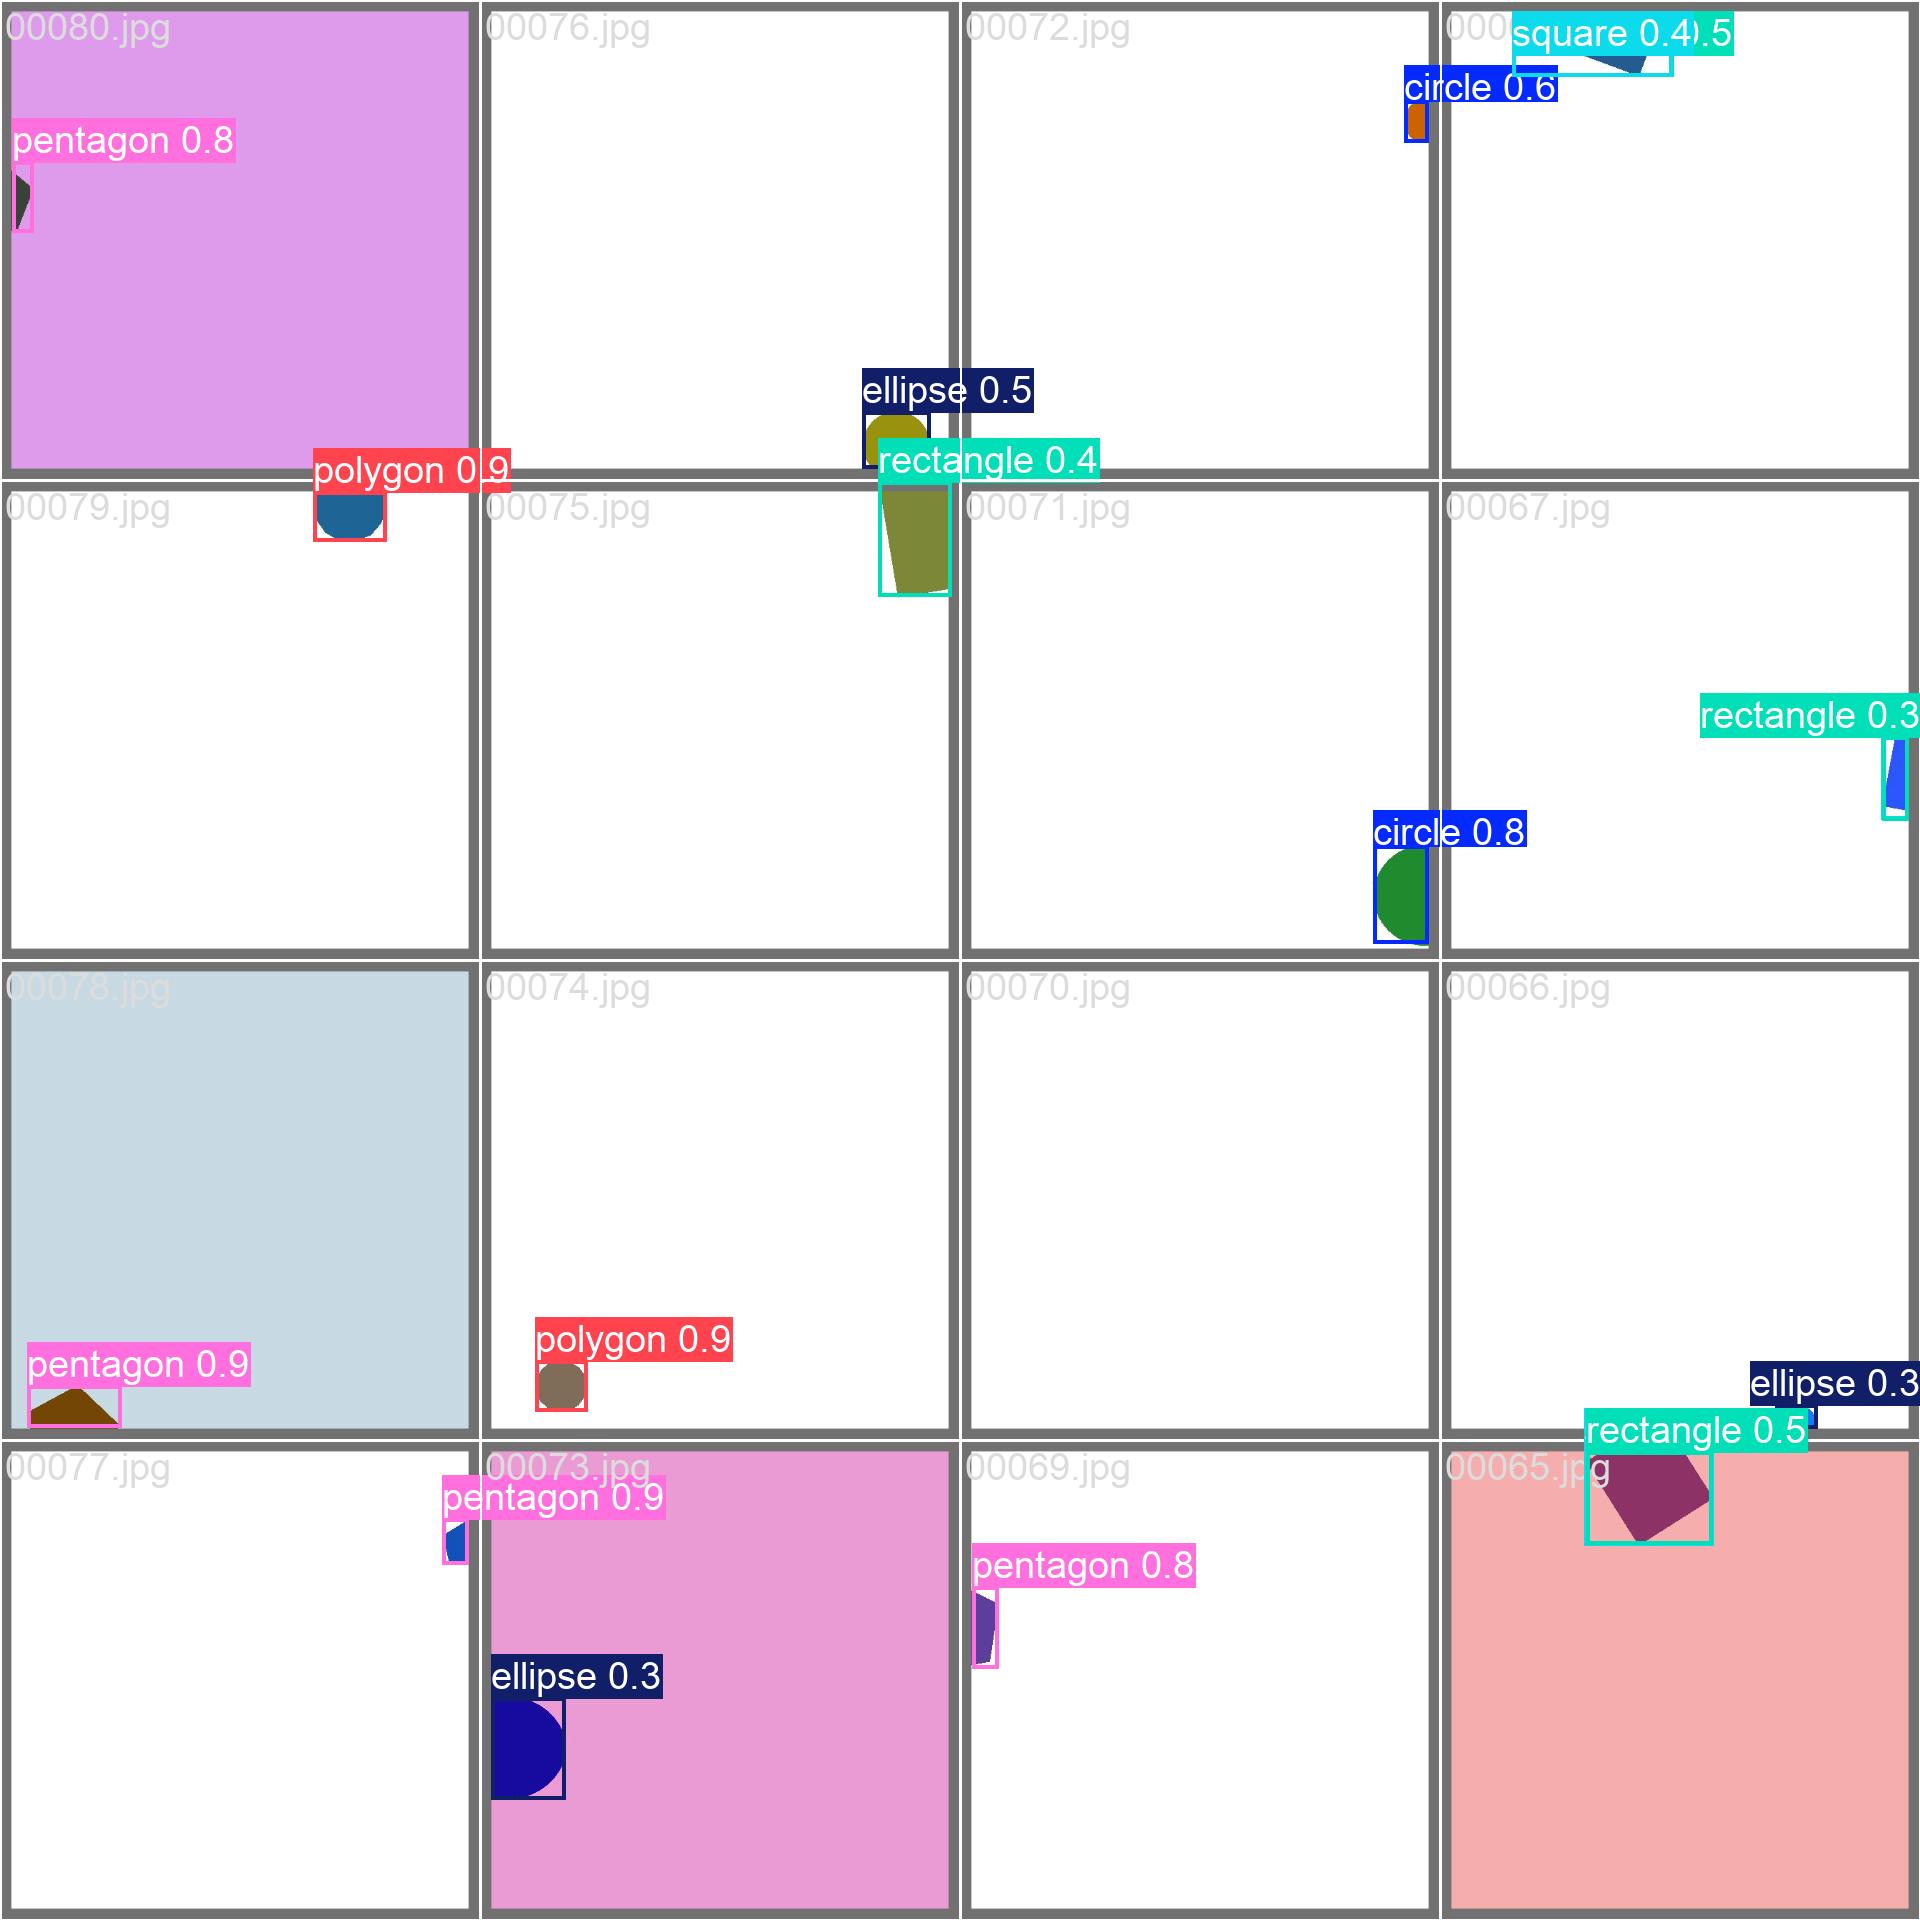 00080.jpg
00076.jpg
00072.jpg
square 0.4
.5
circle 0.6
pentagon 0.8
ellipse 0.5
rectangle 0.4
polygon 0.9
00079.jpg
00075.jpg
00071.jpg
00067.jpg
rectangle 0.3
circle 0.8
00078.jpg
00074.jpg
00070.jpg
00066.jpg
polygon 0.9
pentagon 0.9
ellipse 0.3
rectangle 0.5
00077.jpg
00073.jpg
00069.jpg
00065.jpg
pentagon 0.9
pentagon 0.8
ellipse 0.3